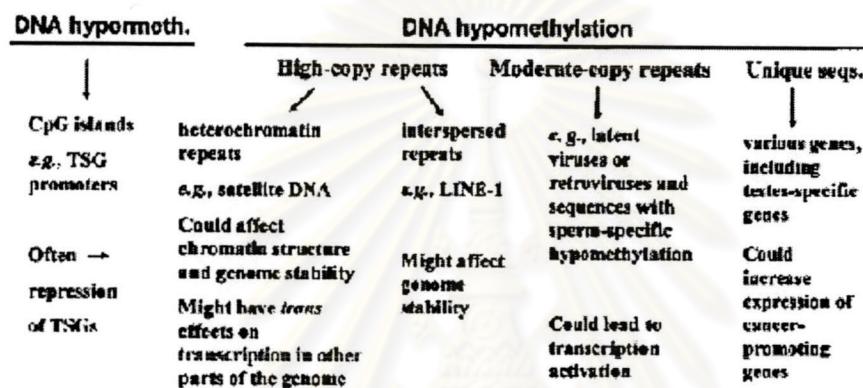 DNA hypermeth.
DNA hypomethylation
High-copy repeats
Moderate-copy repeats
Unique seqs.
CpG islands
e.g., TSG
promoters
Often →
repression
of TSGs
heterochromatin
repeats
e.g., satellite DNA
Could affect
chromatin structure
and genome stability
Might have trans
effects on
transcription in other
parts of the genome
interspersed
repeats
e.g., LINE-1
Might affect
genome
stability
e.g., latent
viruses or
retroviruses and
sequences with
sperm-specific
hypomethylation
Could lead to
transcription
activation
various genes,
including
testes-specific
genes
Could
increase
expression of
cancer-
promoting
genes